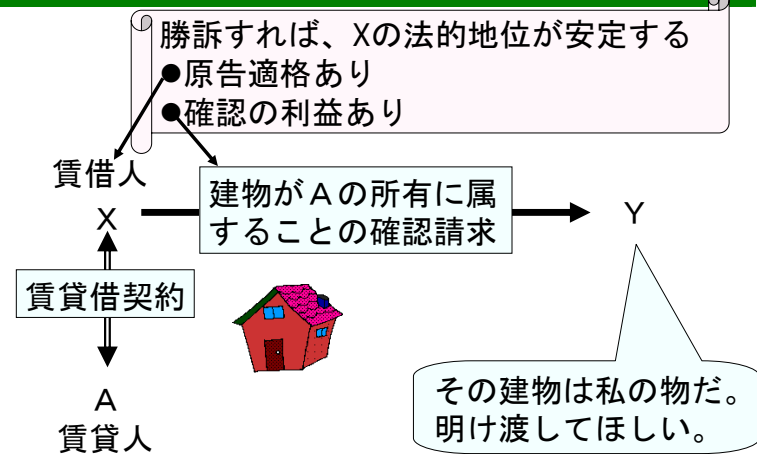 勝訴すれば、Xの法的地位が安定する
●原告適格あり
●確認の利益あり
賃借人
X
建物がAの所有に属
することの確認請求
Y
賃貸借契約
A
賃貸人
その建物は私の物だ。
明け渡してほしい。